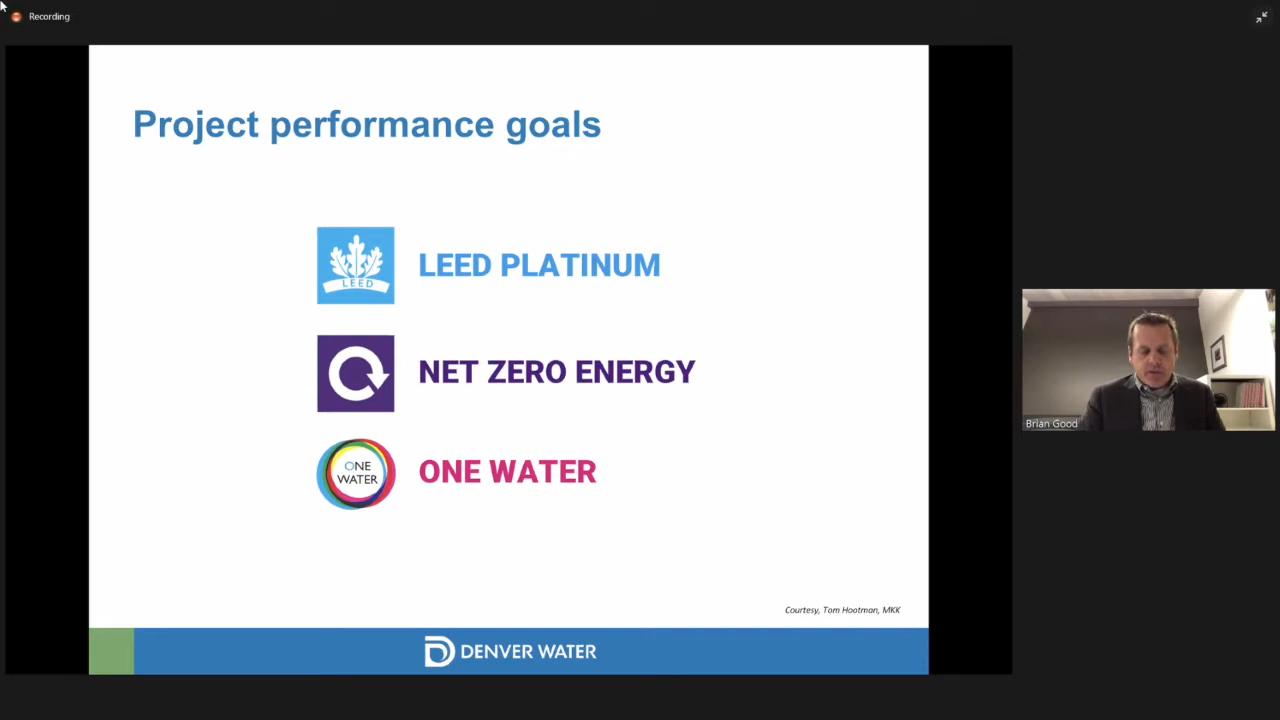 Recording
Project performance goals
LEED
LEED PLATINUM
NET ZERO ENERGY
ONE
WATER
ONE WATER
Brian Good
Courtesy, Tom Hootman, MKK
DENVER WATER